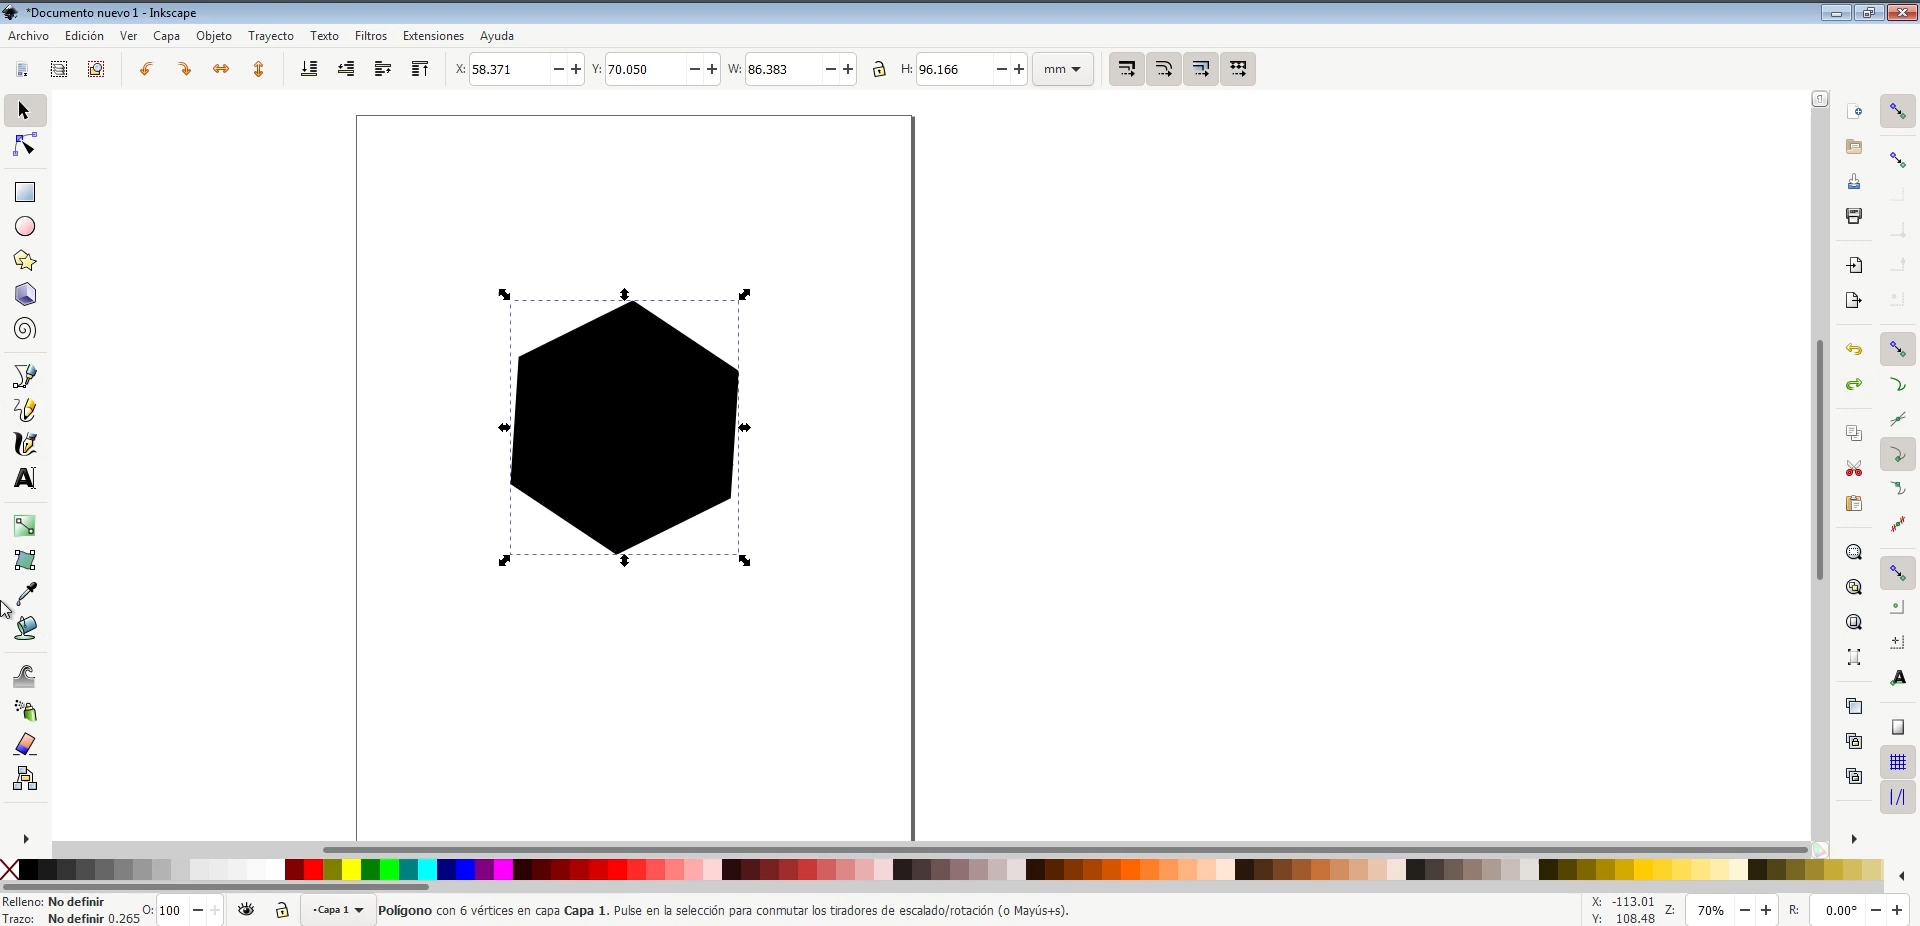 *Documento nuevo 1 - Inkscape
Archivo Edición Ver Capa Objeto Trayecto Texto Filtros Extensiones Ayuda
X: 58.371 Y: 70.050 W: 86.383 H: 96.166 mm
Relleno: No definir
Trazo: No definir 0.265 O: 100 •Capa 1 Polígono con 6 vértices en capa Capa 1. Pulse en la selección para conmutar los tiradores de escalado/rotación (o Mayús+s).
X: -113.01
Y: 108.48 Z: 70% R: 0.00°